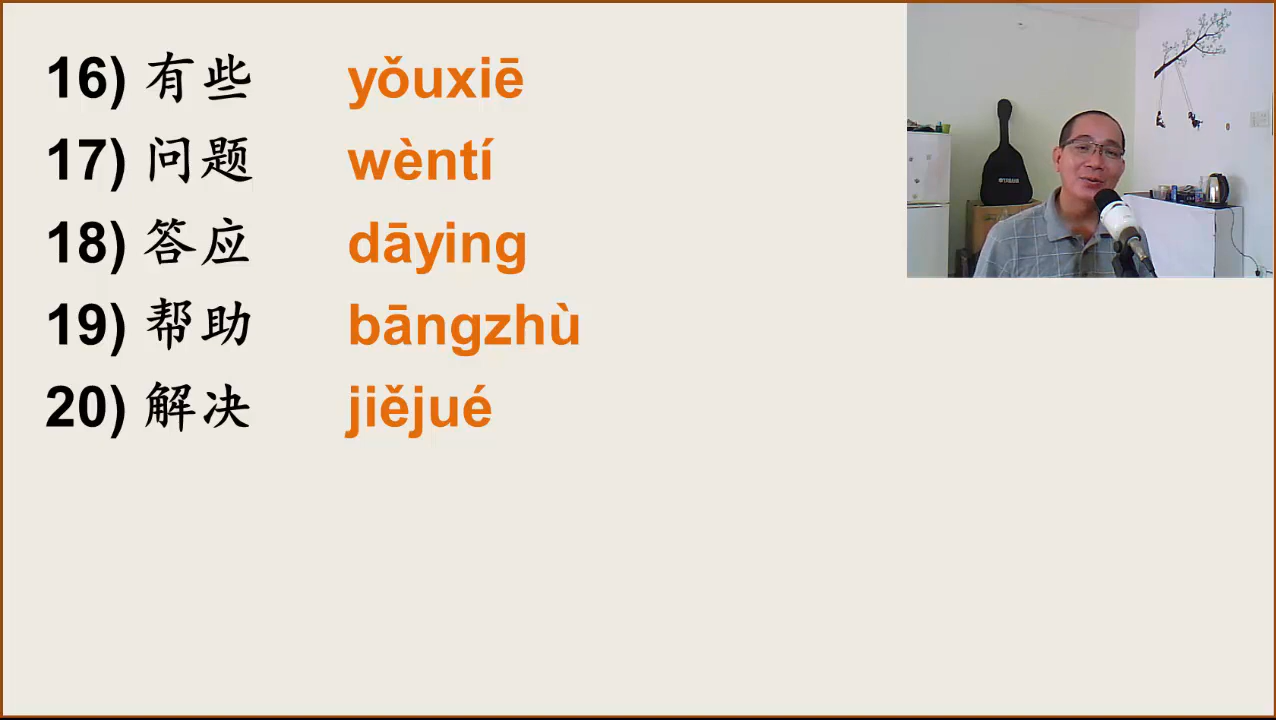 16) 有些 yǒuxiē
17) 问题 wèntí
18) 答应 dāying
19) 帮助 bāngzhù
20) 解决 jiějué